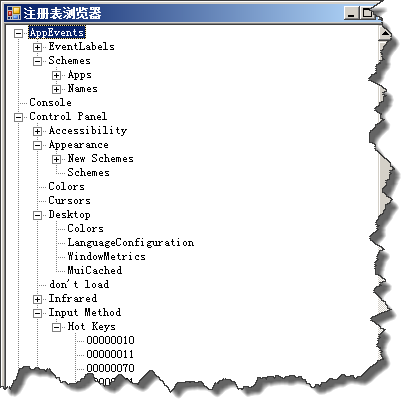 注册表浏览器
AppEvents
EventLabels
Schemes
Apps
Names
Console
Control Panel
Accessibility
Appearance
New Schemes
Schemes
Colors
Cursors
Desktop
Colors
LanguageConfiguration
WindowMetrics
MuiCached
don't load
Infrared
Input Method
Hot Keys
00000010
00000011
00000070